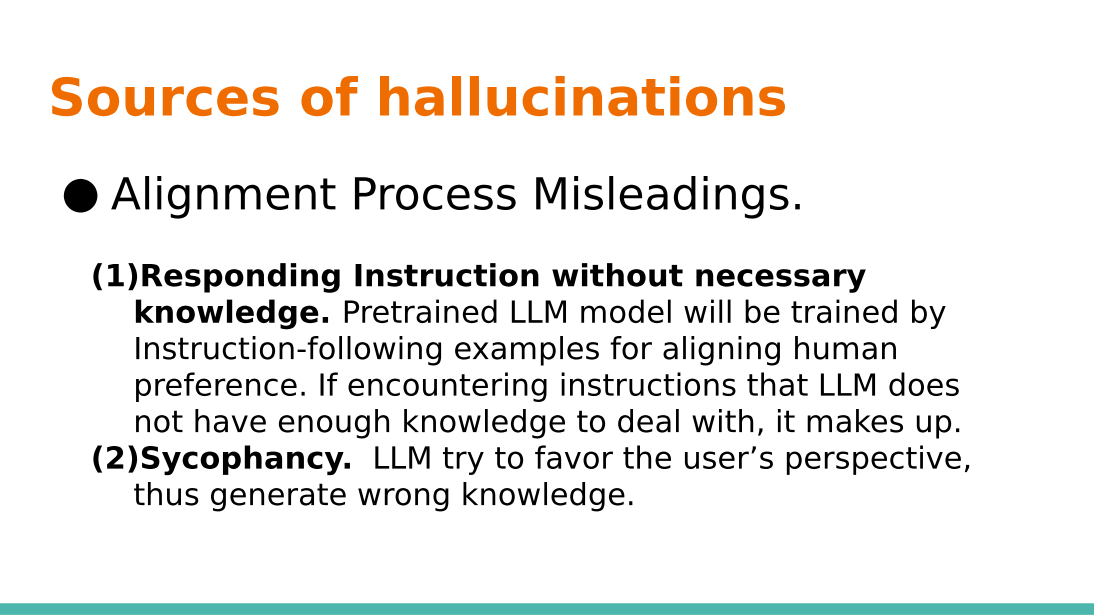 Sources of hallucinations
● Alignment Process Misleadings.
(1)Responding Instruction without necessary
knowledge. Pretrained LLM model will be trained by
Instruction-following examples for aligning human
preference. If encountering instructions that LLM does
not have enough knowledge to deal with, it makes up.
(2)Sycophancy.  LLM try to favor the user’s perspective,
thus generate wrong knowledge.